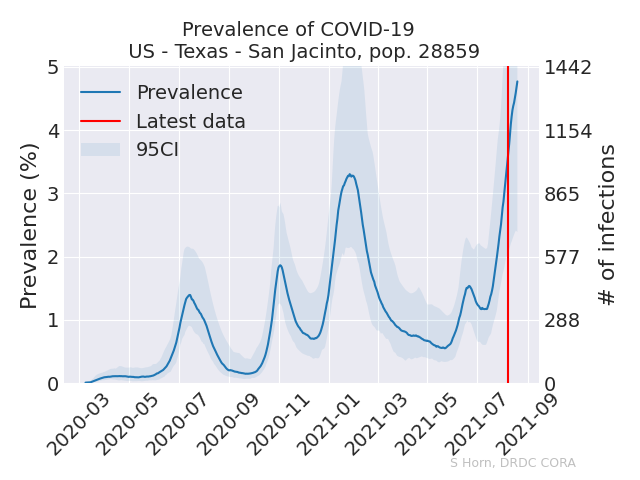 Prevalence of COVID-19
US - Texas - San Jacinto, pop. 28859
Prevalence
Latest data
95CI
Prevalence (%)
5
4
3
2
1
0
1442
1154
865
577
288
0
# of infections
2020-03
2020-05
2020-07
2020-09
2020-11
2021-01
2021-03
2021-05
2021-07
2021-09
S Horn, DRDC CORA